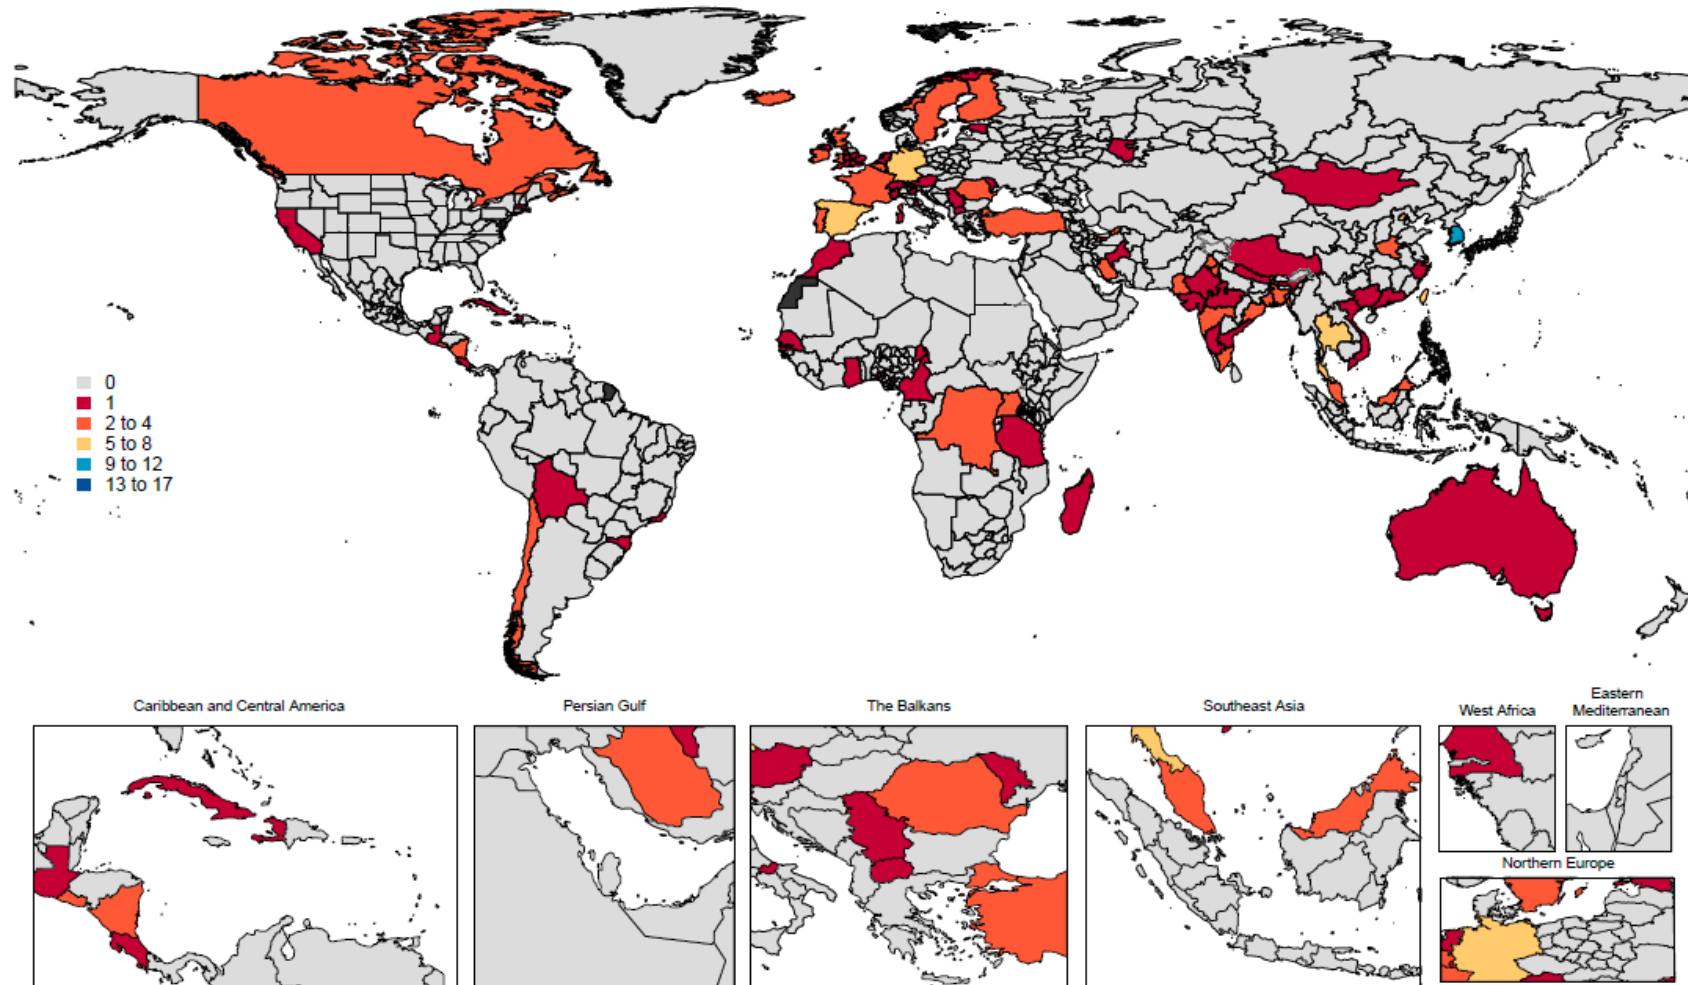 0
1
2 to 4
5 to 8
9 to 12
13 to 17
Caribbean and Central America
Persian Gulf
The Balkans
Southeast Asia
West Africa
Eastern
Mediterranean
Northern Europe